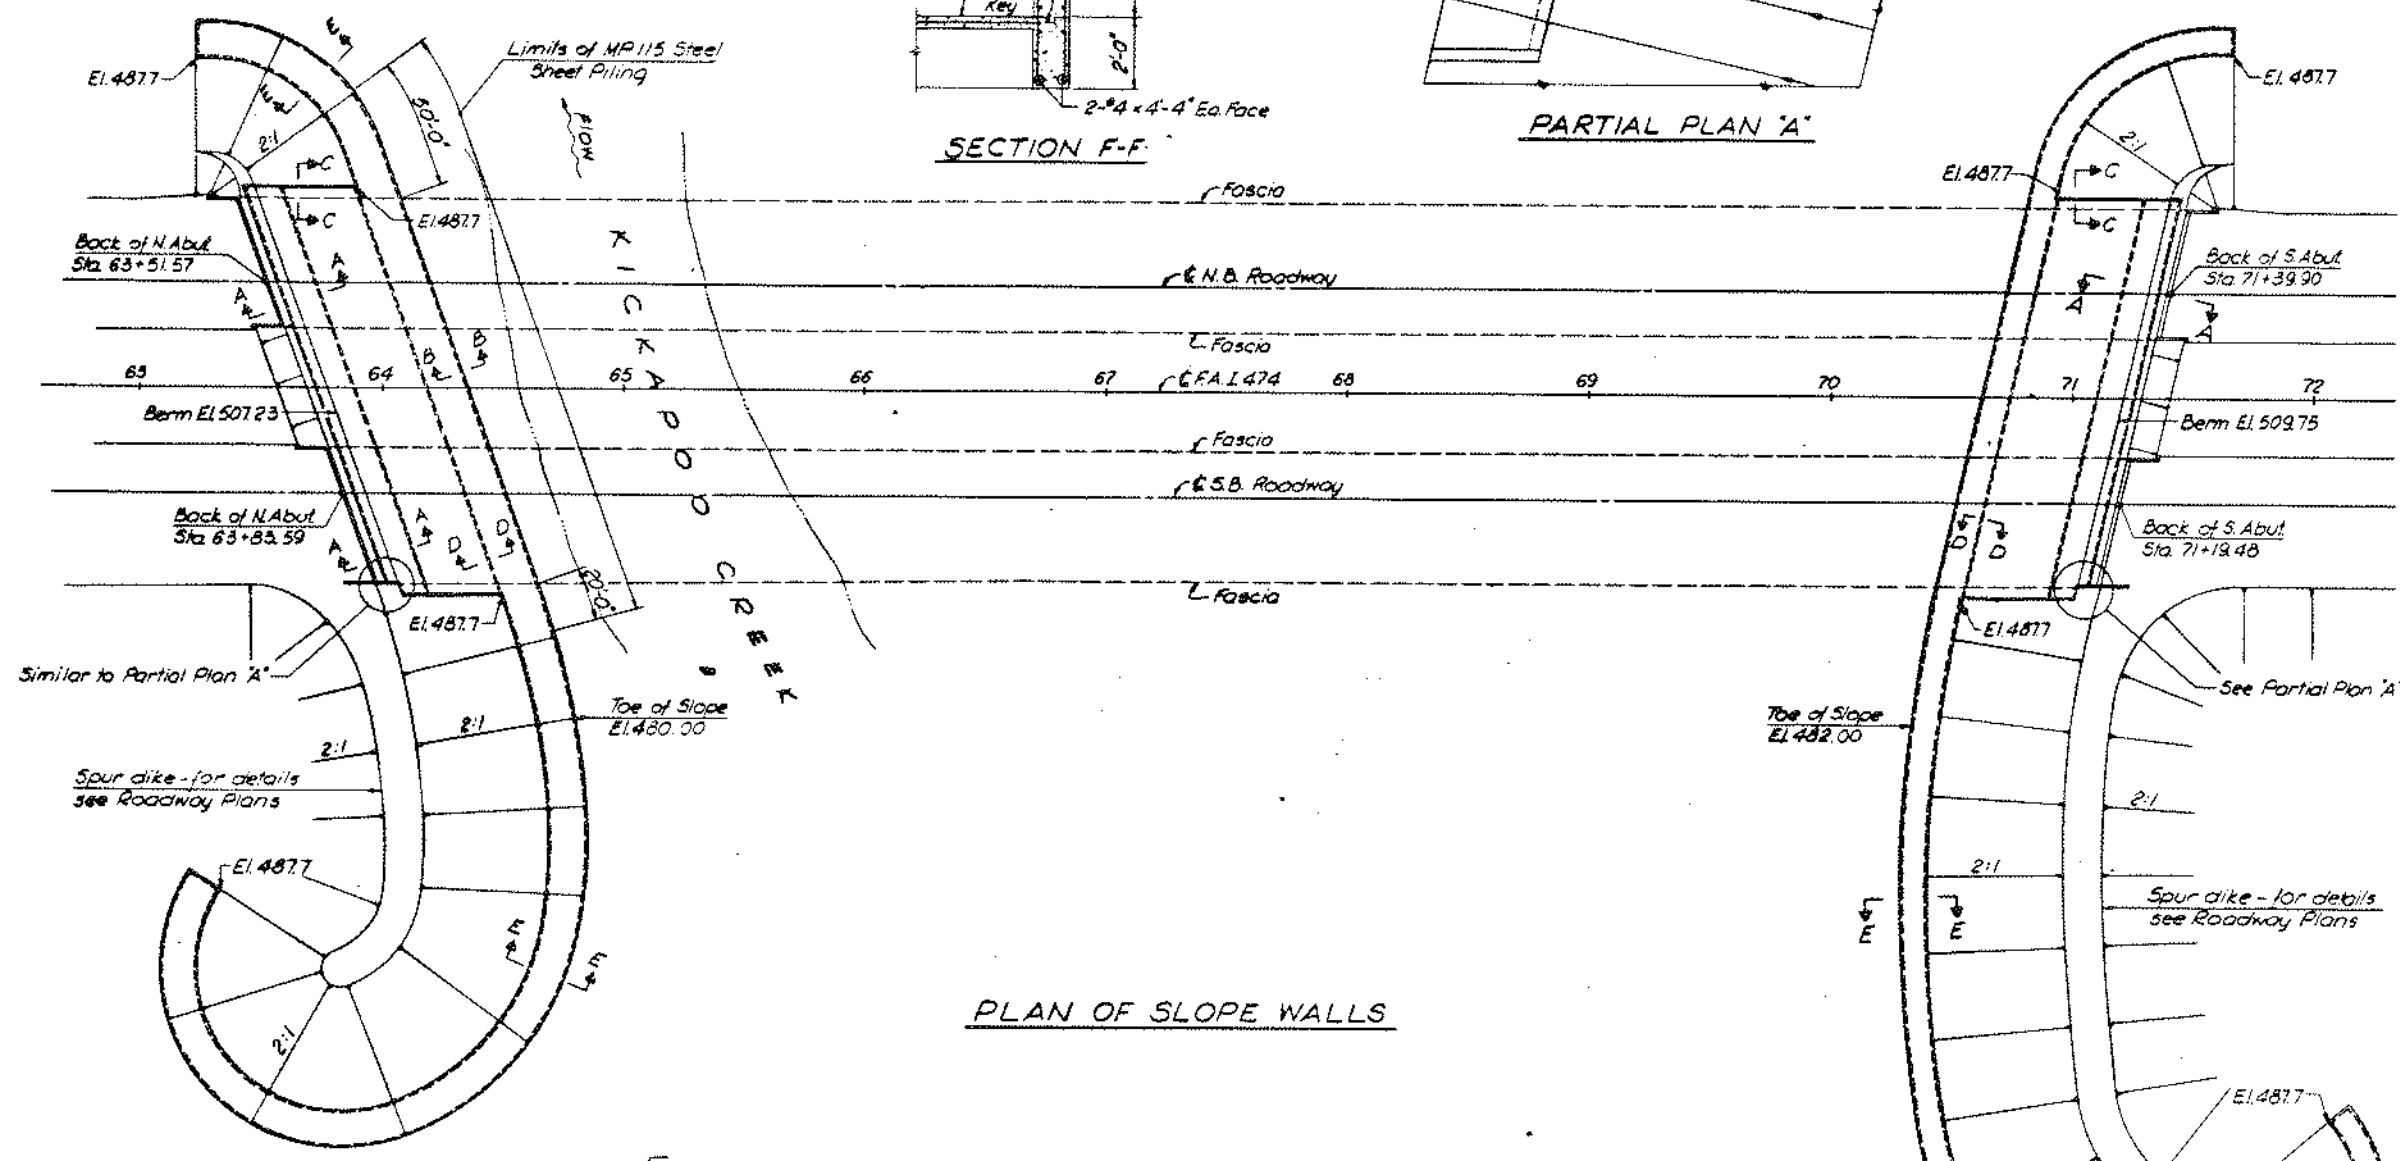 Key
2'-0"
2-#4 x 4'-4" Ea. Face
SECTION F-F
PARTIAL PLAN "A"
Limits of MP 115 Steel
Sheet Piling
El. 487.7
E
E
2:1
50'-0"
FLOW
C
C
El. 487.7
El. 487.7
2:1
El. 487.7
C
C
Fascia
Back of N. Abut.
Sta. 63+51.57
A
A
KICKAPOO CREEK
℄ N.B. Roadway
Back of S. Abut.
Sta. 71+39.90
A
A
B
B
Fascia
63
64
65
66
67
℄ F.A.I. 474
68
69
70
71
72
Berm El. 507.23
Berm El. 509.75
Fascia
℄ S.B. Roadway
Back of N. Abut.
Sta. 63+83.59
A
A
D
D
D
D
Back of S. Abut.
Sta. 71+19.48
20'-0"
Fascia
El. 487.7
El. 487.7
Similar to Partial Plan "A"
See Partial Plan "A"
Toe of Slope
El. 480.00
Toe of Slope
El. 482.00
2:1
2:1
Spur dike - for details
see Roadway Plans
2:1
El. 487.7
2:1
Spur dike - for details
see Roadway Plans
E
E
E
E
PLAN OF SLOPE WALLS
2:1
El. 487.7